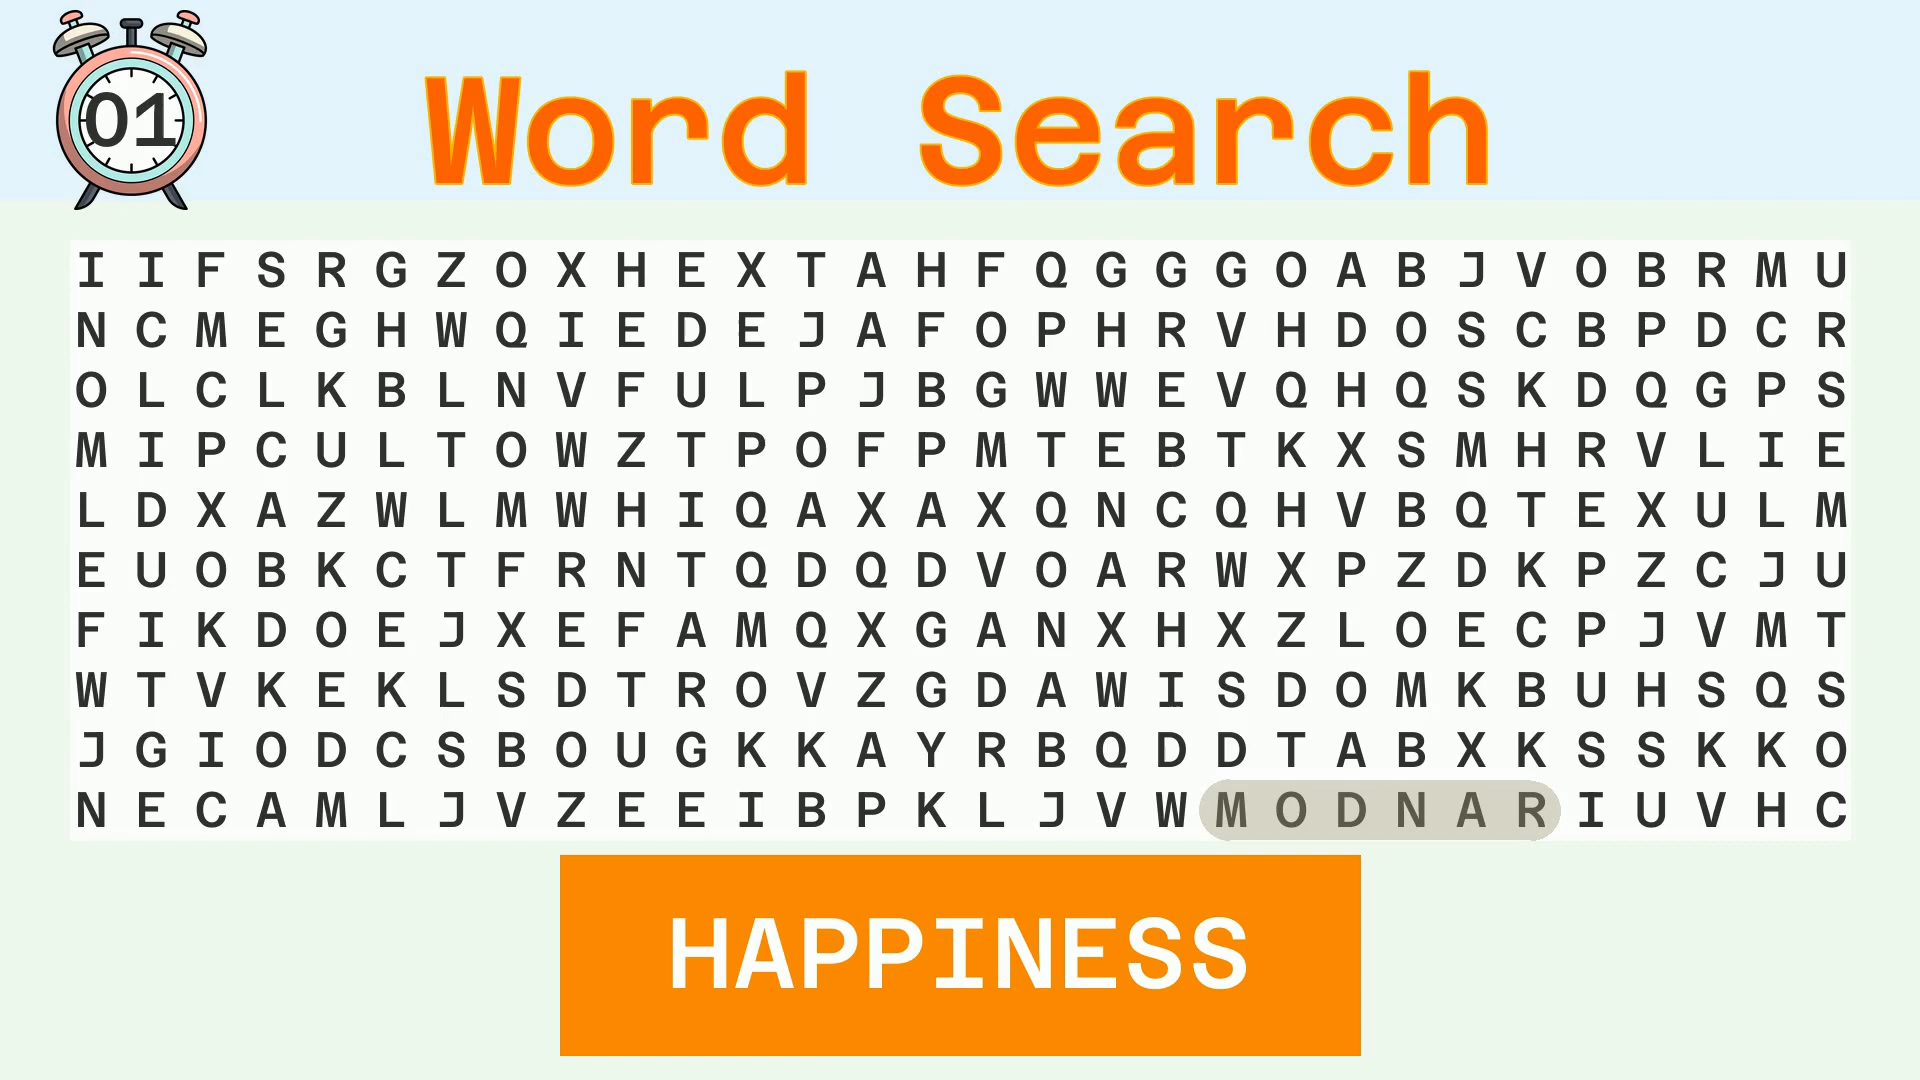 01
Word Search
I I F S R G Z O X H E X T A H F Q G G G O A B J V O B R M U
N C M E G H W Q I E D E J A F O P H R V H D O S C B P D C R
O L C L K B L N V F U L P J B G W W E V Q H Q S K D Q G P S
M I P C U L T O W Z T P O F P M T E B T K X S M H R V L I E
L D X A Z W L M W H I Q A X A X Q N C Q H V B Q T E X U L M
E U O B K C T F R N T Q D Q D V O A R W X P Z D K P Z C J U
F I K D O E J X E F A M Q X G A N X H X Z L O E C P J V M T
W T V K E K L S D T R O V Z G D A W I S D O M K B U H S Q S
J G I O D C S B O U G K K A Y R B Q D D T A B X K S S K K O
N E C A M L J V Z E E I B P K L J V W M O D N A R I U V H C
HAPPINESS